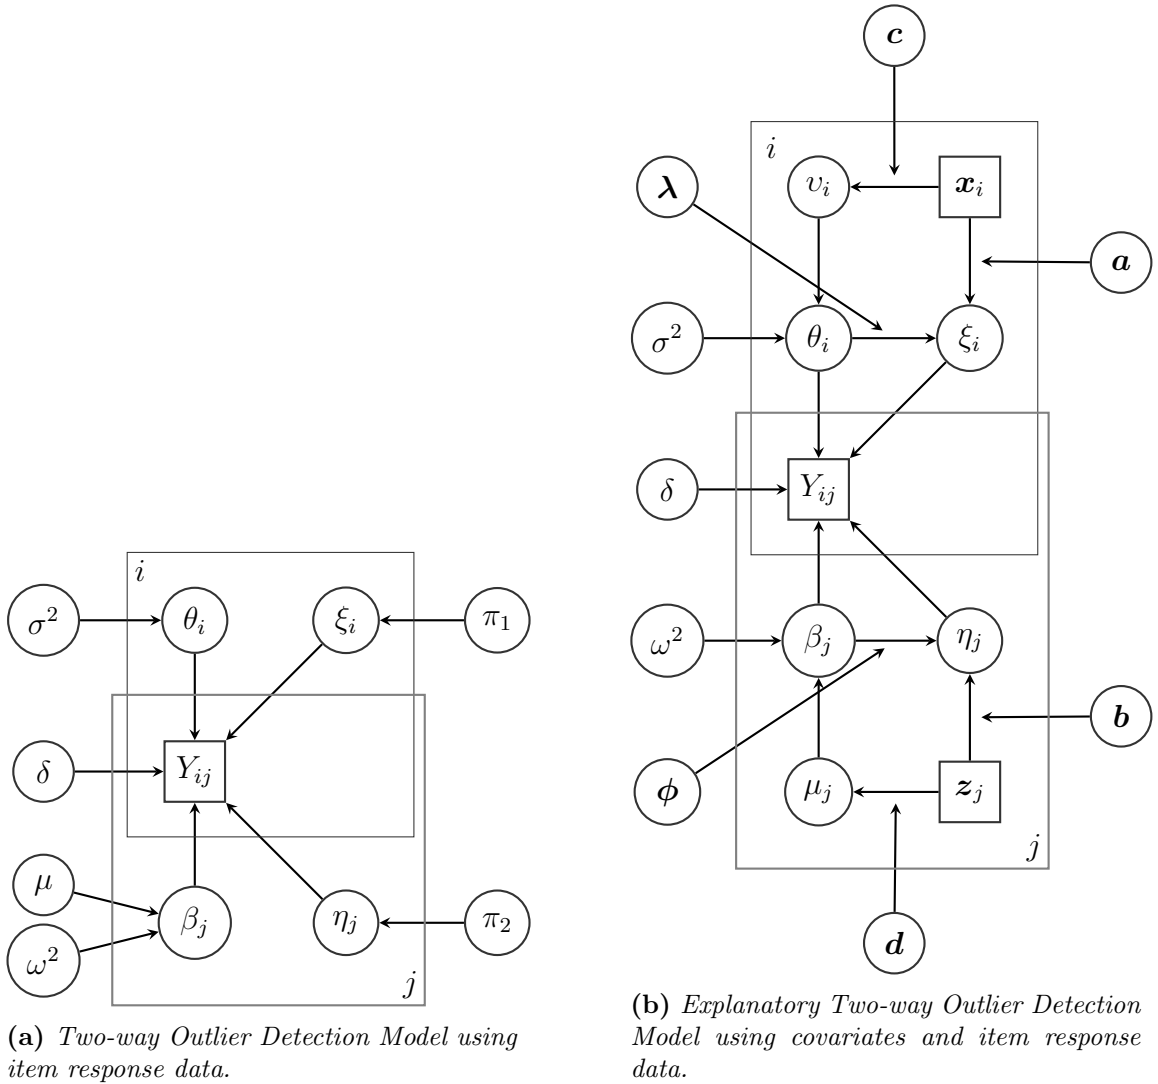 i
σ²
θᵢ
ξᵢ
π₁
δ
Yᵢⱼ
μ
ω²
βⱼ
ηⱼ
π₂
j
(a) Two-way Outlier Detection Model using
item response data.
c
i
λ
υᵢ
xᵢ
a
σ²
θᵢ
ξᵢ
δ
Yᵢⱼ
ω²
βⱼ
ηⱼ
b
ϕ
μⱼ
zⱼ
j
d
(b) Explanatory Two-way Outlier Detection
Model using covariates and item response
data.